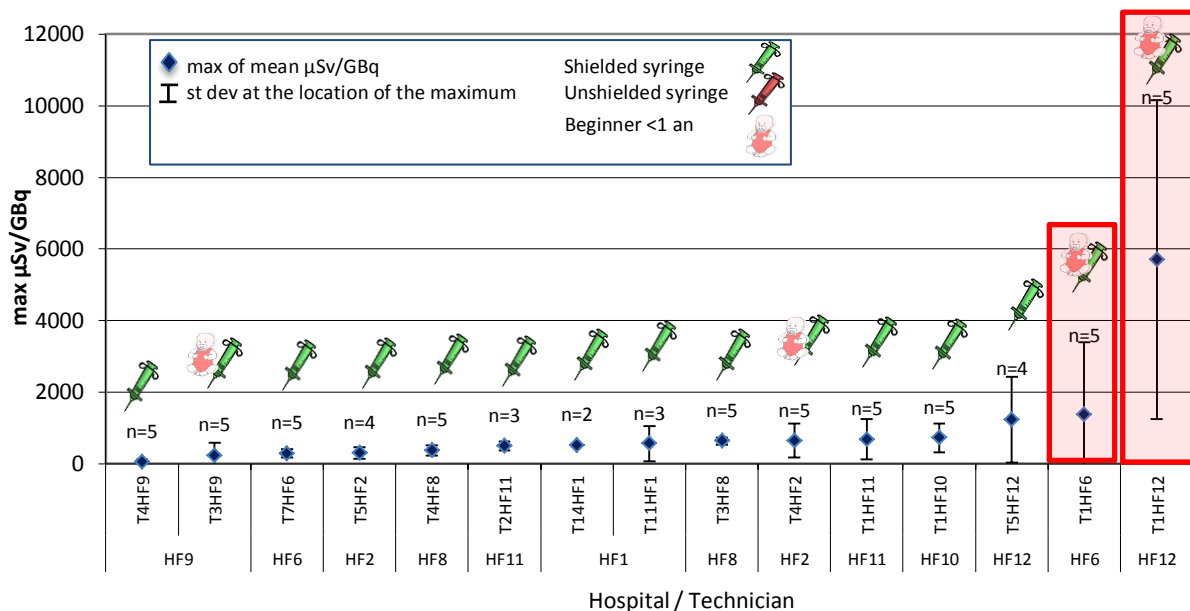 12000
10000
8000
6000
4000
2000
0
max µSv/GBq
max of mean µSv/GBq
st dev at the location of the maximum
Shielded syringe
Unshielded syringe
Beginner <1 an
n=5
n=5
n=5
n=4
n=5
n=3
n=2
n=3
n=5
n=5
n=5
n=5
n=4
n=5
n=5
T4HF9
T3HF9
T7HF6
T5HF2
T4HF8
T2HF11
T14HF1
T11HF1
T3HF8
T4HF2
T1HF11
T1HF10
T5HF12
T1HF6
T1HF12
HF9
HF6
HF2
HF8
HF11
HF1
HF8
HF2
HF11
HF10
HF12
HF6
HF12
Hospital / Technician